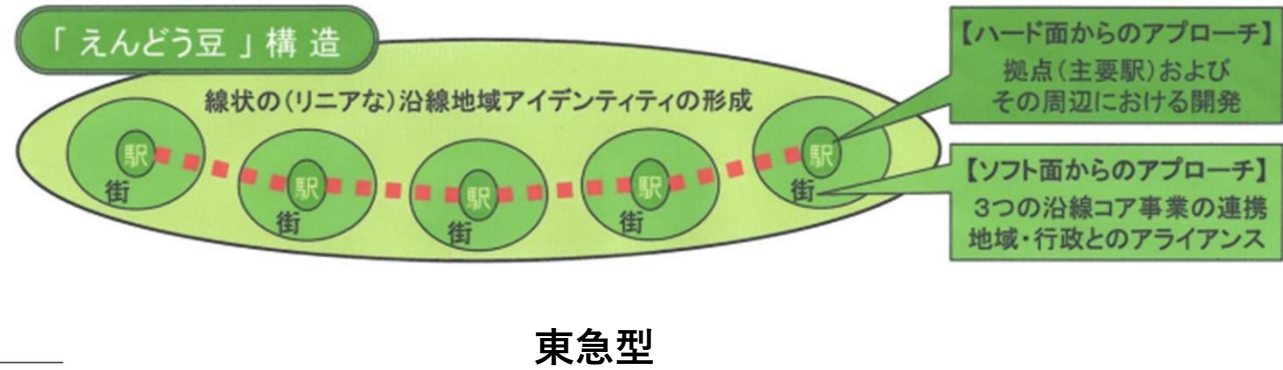 「えんどう豆」構造
線状の(リニアな)沿線地域アイデンティティの形成
駅
街
駅
街
駅
街
駅
街
駅
街
【ハード面からのアプローチ】
拠点(主要駅)および
その周辺における開発
【ソフト面からのアプローチ】
3つの沿線コア事業の連携
地域・行政とのアライアンス
東急型